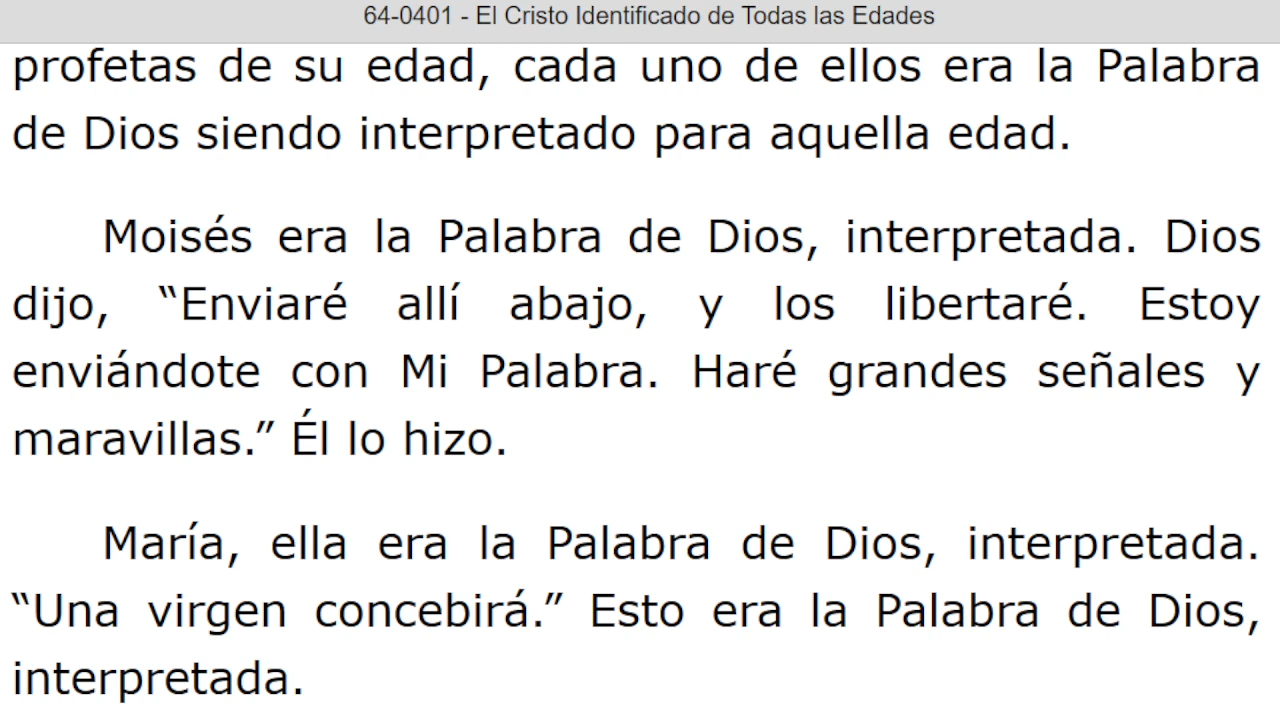 64-0401 - El Cristo Identificado de Todas las Edades
profetas de su edad, cada uno de ellos era la Palabra
de Dios siendo interpretado para aquella edad.
Moisés era la Palabra de Dios, interpretada. Dios
dijo, “Enviaré allí abajo, y los libertaré. Estoy
enviándote con Mi Palabra. Haré grandes señales y
maravillas.” Él lo hizo.
María, ella era la Palabra de Dios, interpretada.
“Una virgen concebirá.” Esto era la Palabra de Dios,
interpretada.